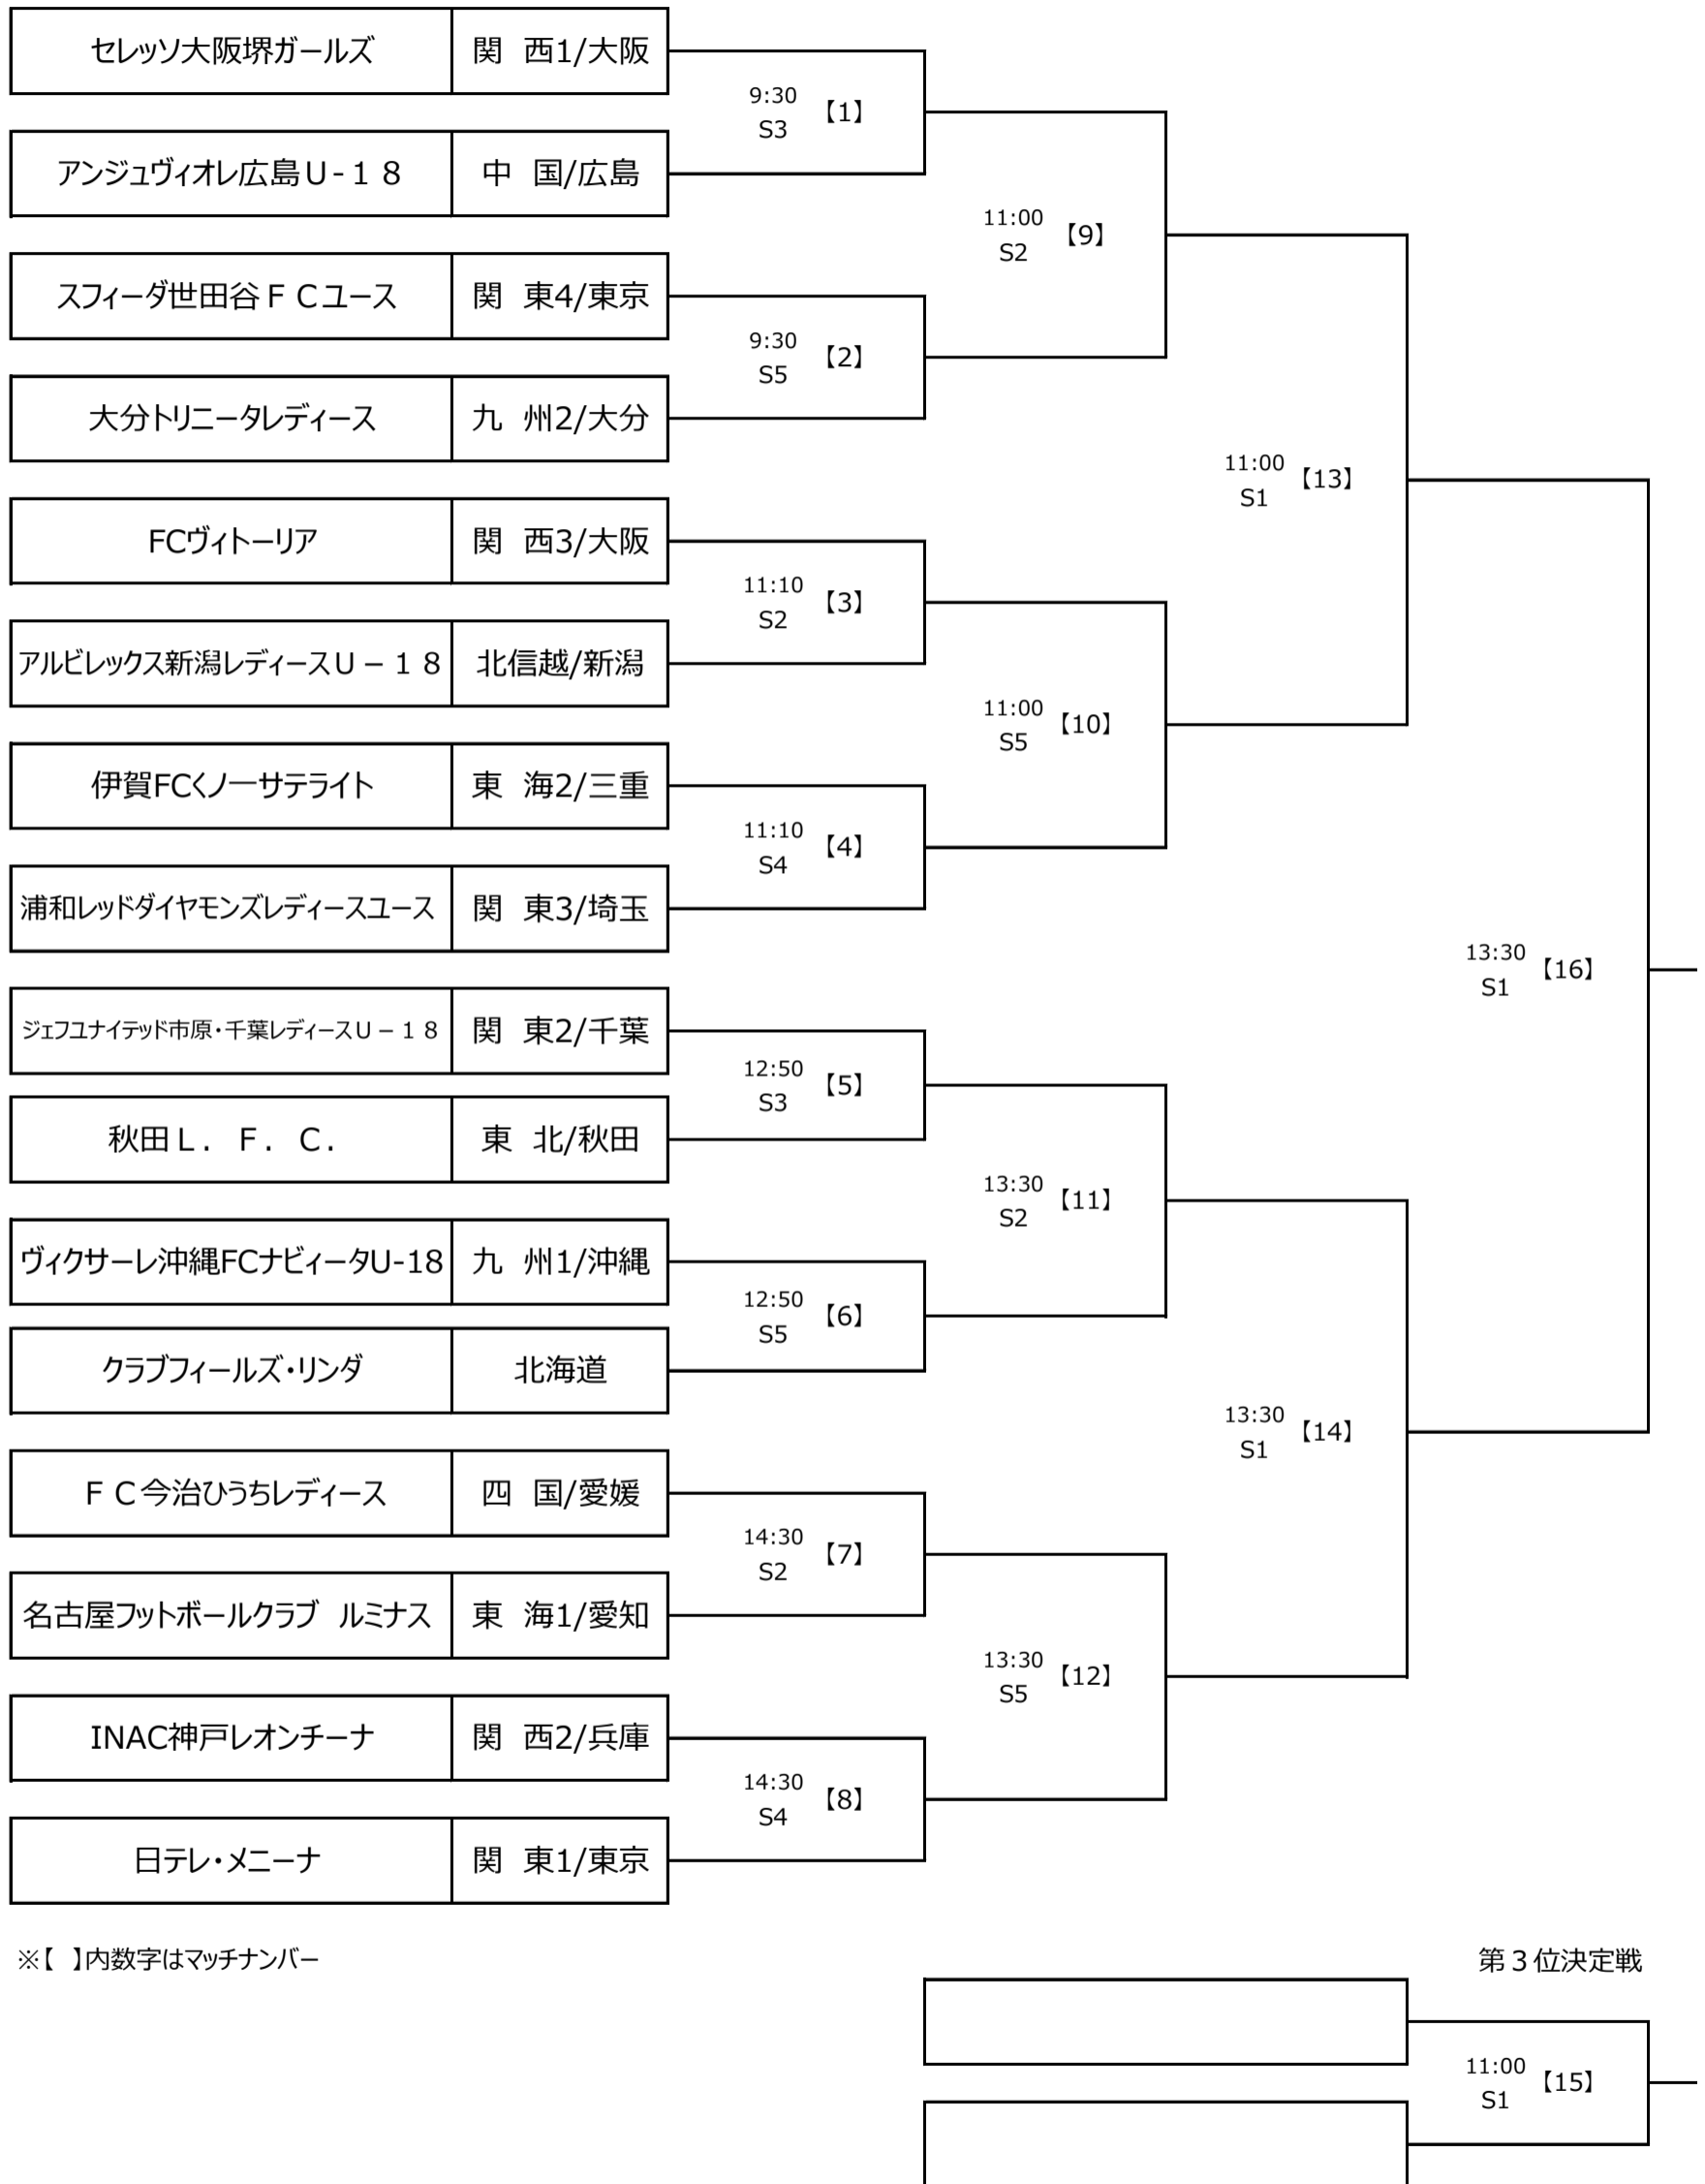 セレッソ大阪堺ガールズ 関　西1/大阪
9:30 【1】
S3
アンジュヴィオレ広島Ｕ-１８ 中　国/広島
11:00 【9】
S2
スフィーダ世田谷ＦＣユース 関　東4/東京
9:30 【2】
S5
大分トリニータレディース 九　州2/大分
11:00 【13】
S1
FCヴィトーリア 関　西3/大阪
11:10 【3】
S2
アルビレックス新潟レディースＵ－１８ 北信越/新潟
11:00 【10】
S5
伊賀FCくノ一サテライト 東　海2/三重
11:10 【4】
S4
浦和レッドダイヤモンズレディースユース 関　東3/埼玉
13:30 【16】
S1
ジェフユナイテッド市原・千葉レディースＵ－１８ 関　東2/千葉
12:50 【5】
S3
秋田Ｌ．Ｆ．Ｃ． 東　北/秋田
13:30 【11】
S2
ヴィクサーレ沖縄FCナビィータU-18 九　州1/沖縄
12:50 【6】
S5
クラブフィールズ・リンダ 北海道
13:30 【14】
S1
ＦＣ今治ひうちレディース 四　国/愛媛
14:30 【7】
S2
名古屋フットボールクラブ　ルミナス 東　海1/愛知
13:30 【12】
S5
INAC神戸レオンチーナ 関　西2/兵庫
14:30 【8】
S4
日テレ・メニーナ 関　東1/東京
※【　】内数字はマッチナンバー
第３位決定戦
11:00 【15】
S1